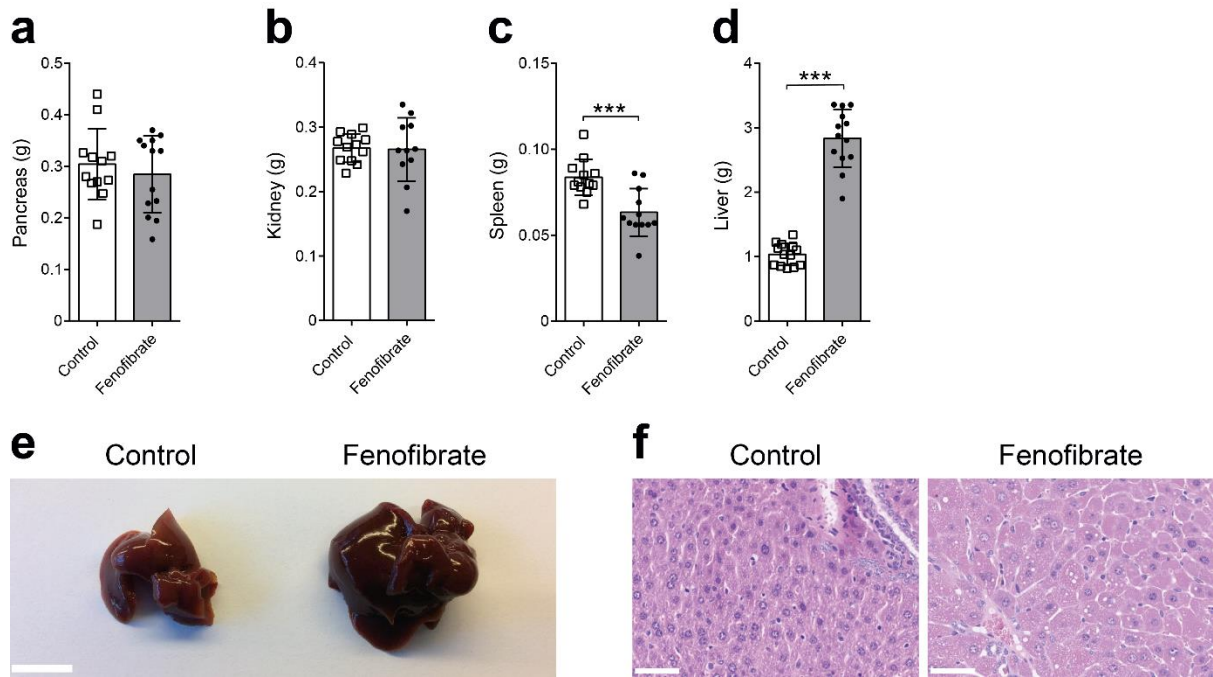 a
Pancreas (g)
0.5
0.4
0.3
0.2
0.1
0
Control
Fenofibrate
b
Kidney (g)
0.4
0.3
0.2
0.1
0
Control
Fenofibrate
c
Spleen (g)
0.15
0.10
0.05
0
***
Control
Fenofibrate
d
Liver (g)
4
3
2
1
0
***
Control
Fenofibrate
e
Control
Fenofibrate
f
Control
Fenofibrate